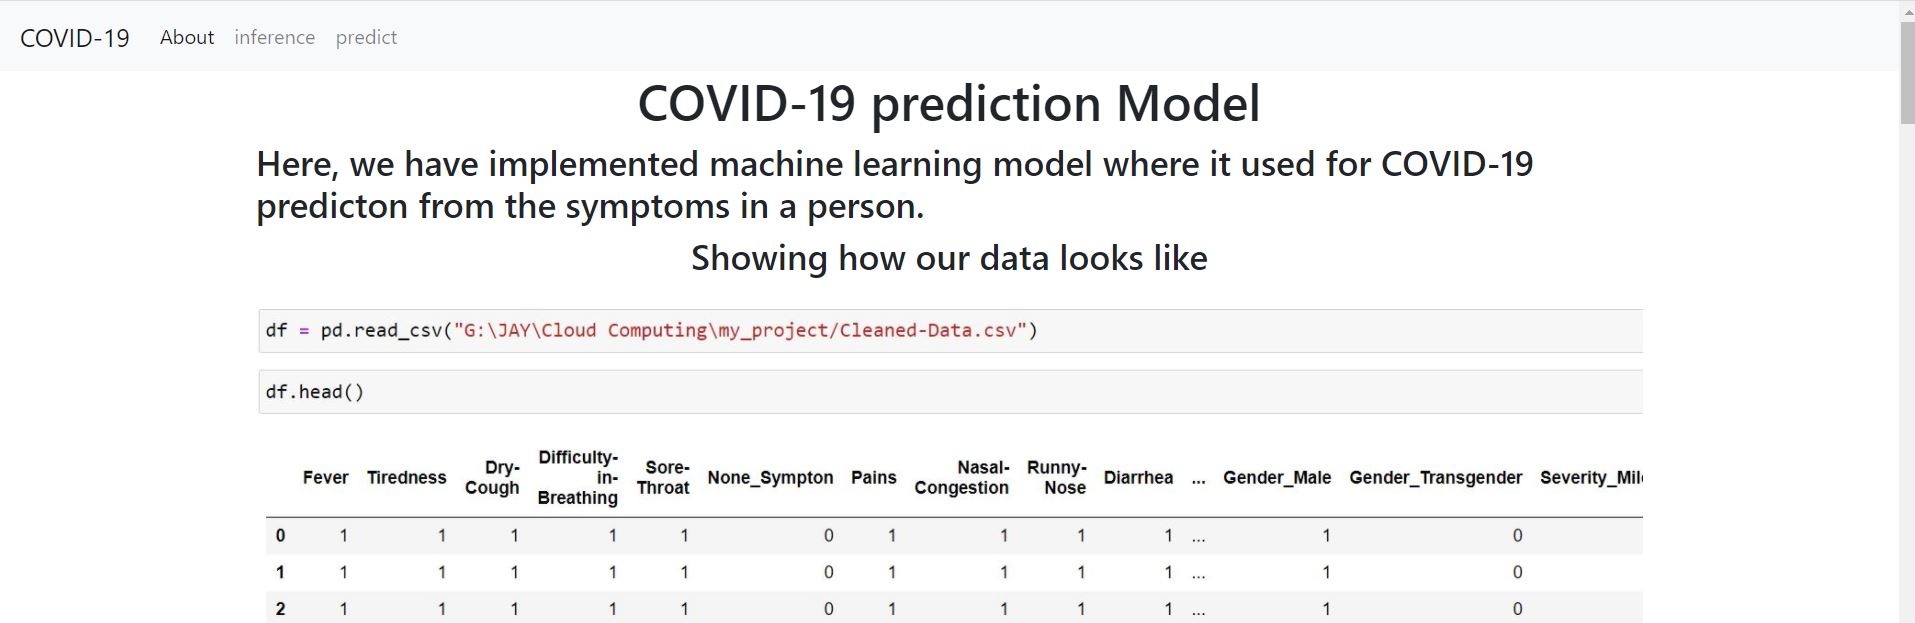 COVID-19 About inference predict
COVID-19 prediction Model
Here, we have implemented machine learning model where it used for COVID-19
predicton from the symptoms in a person.
Showing how our data looks like
df = pd.read_csv("G:\JAY\Cloud Computing\my_project/Cleaned-Data.csv")
df.head()
Fever Tiredness Dry-Cough Difficulty-in-Breathing Sore-Throat None_Sympton Pains Nasal-Congestion Runny-Nose Diarrhea ... Gender_Male Gender_Transgender Severity_Mil
0 1 1 1 1 1 0 1 1 1 1 ... 1 0
1 1 1 1 1 1 0 1 1 1 1 ... 1 0
2 1 1 1 1 1 0 1 1 1 1 ... 1 0